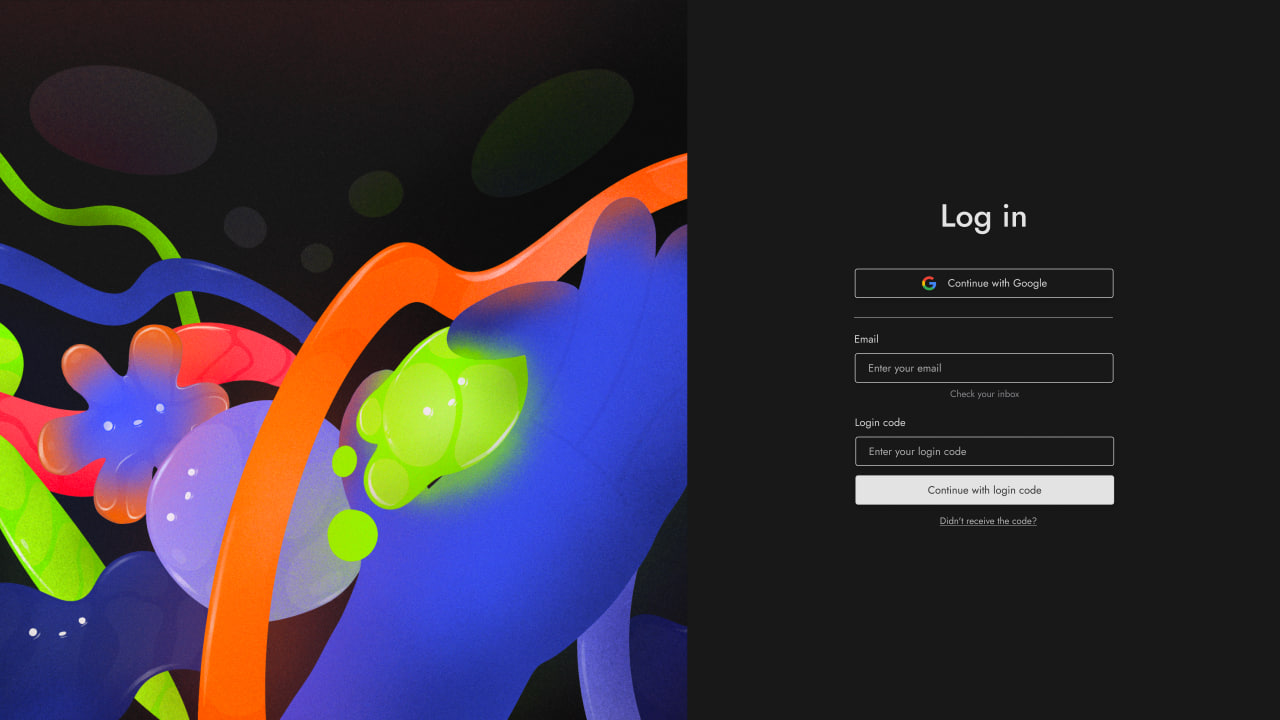 Log in
Continue with Google
Email
Enter your email
Check your inbox
Login code
Enter your login code
Continue with login code
Didn't receive the code?